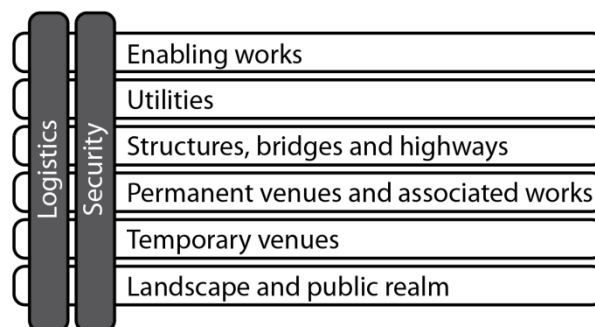 Logistics
Security
Enabling works
Utilities
Structures, bridges and highways
Permanent venues and associated works
Temporary venues
Landscape and public realm